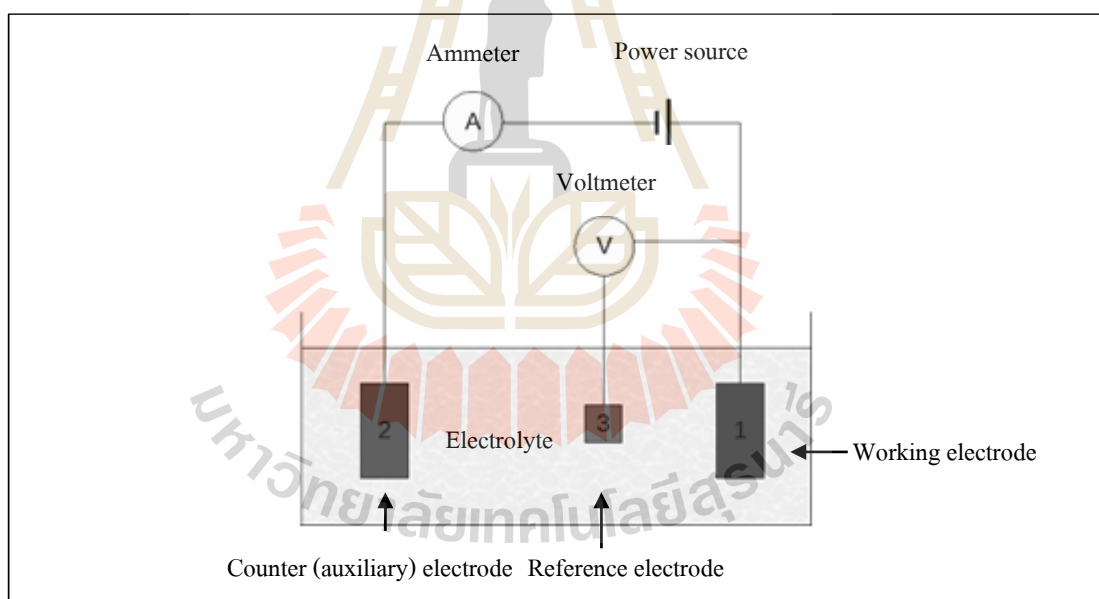 Ammeter
Power source
A
Voltmeter
V
2
Electrolyte
3
1
Working electrode
มหาวิทยาลัยเทคโนโลยีสุรนารี
Counter (auxiliary) electrode
Reference electrode